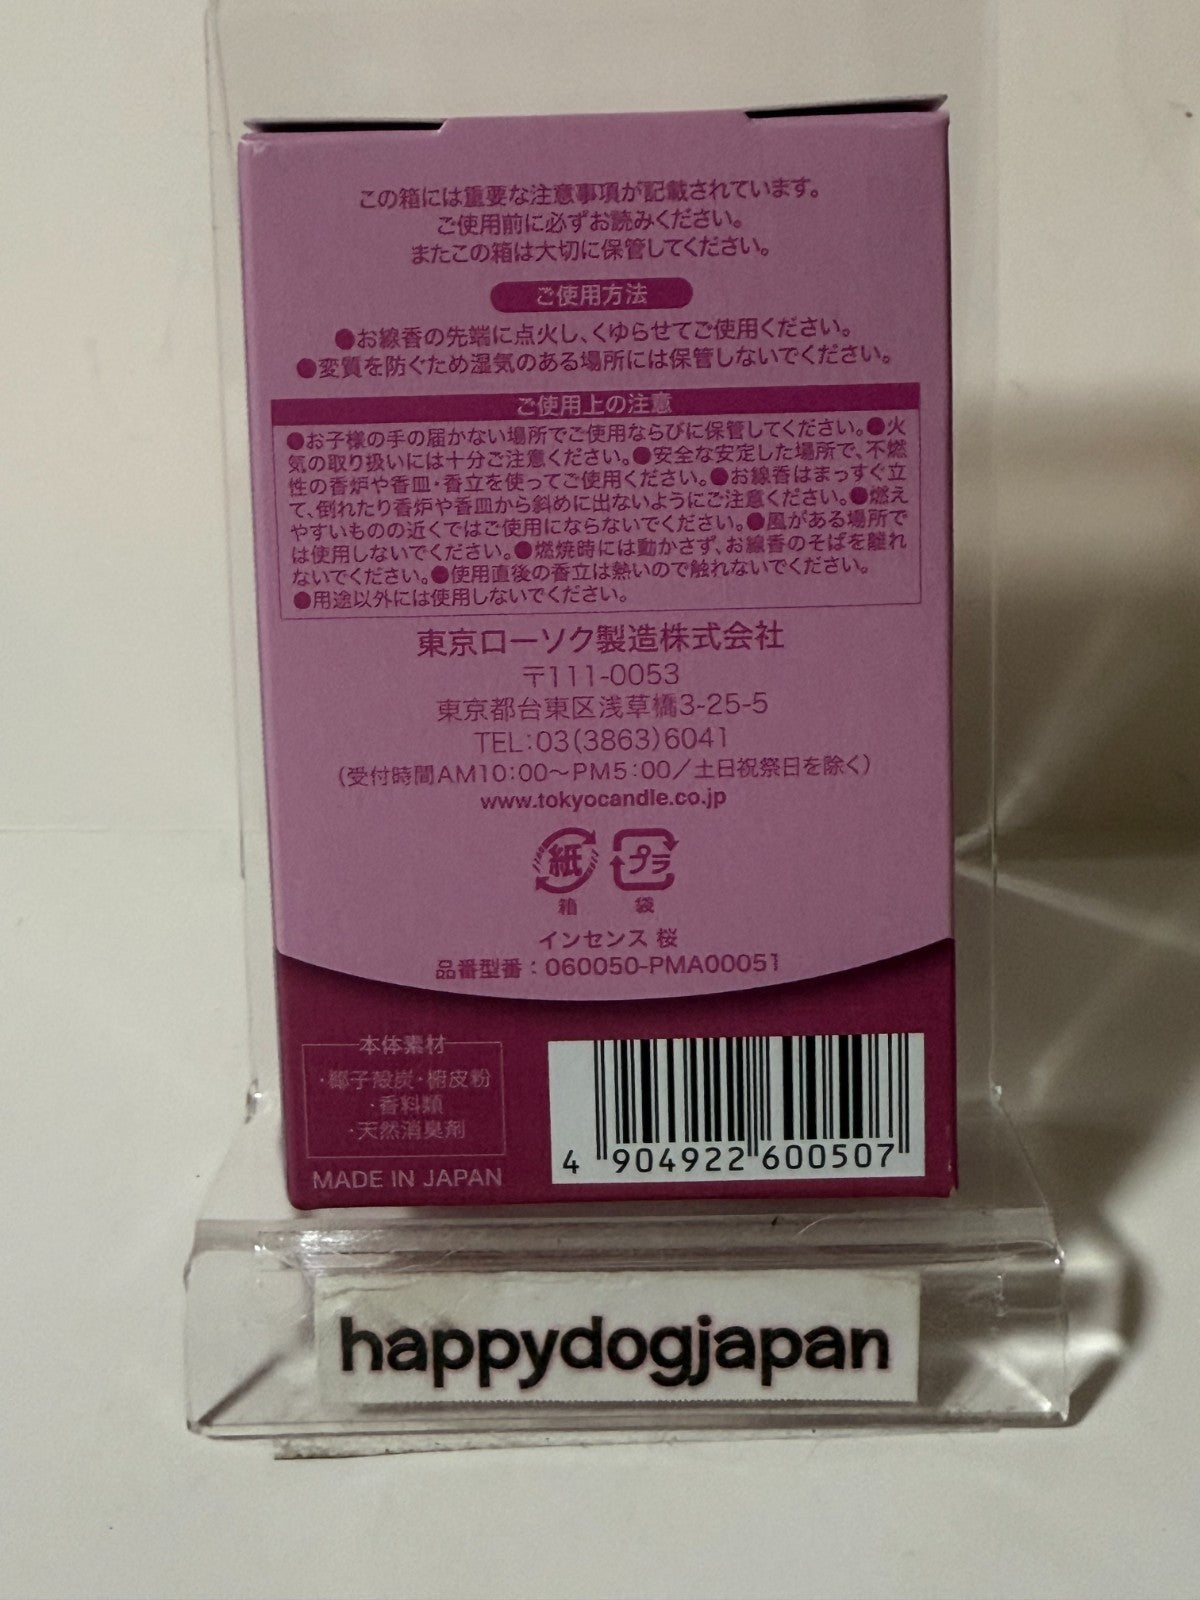 この箱には重要な注意事項が記載されています。
ご使用前に必ずお読みください。
またこの箱は大切に保管してください。
ご使用方法
●お線香の先端に点火し、くゆらせてご使用ください。
●変質を防ぐため湿気のある場所には保管しないでください。
ご使用上の注意
●お子様の手の届かない場所でご使用ならびに保管してください。●火
気の取り扱いには十分ご注意ください。●安全な安定した場所で、不燃
性の香炉や香皿・香立を使ってご使用ください。●お線香はまっすぐ立
て、倒れたり香炉や香皿から斜めに出ないようにご注意ください。●燃え
やすいものの近くではご使用にならないでください。●風がある場所で
は使用しないでください。●燃焼時には動かさず、お線香のそばを離れ
ないでください。●使用直後の香立は熱いので触れないでください。
●用途以外には使用しないでください。
東京ローソク製造株式会社
〒111-0053
東京都台東区浅草橋3-25-5
TEL:03(3863)6041
(受付時間AM10:00〜PM5:00／土日祝祭日を除く)
www.tokyocandle.co.jp
紙 プラ
箱 袋
インセンス 桜
品番型番：060050-PMA00051
本体素材
・椰子殻炭・楠皮粉
・香料類
・天然消臭剤
MADE IN JAPAN
4 904922 600507
happydogjapan